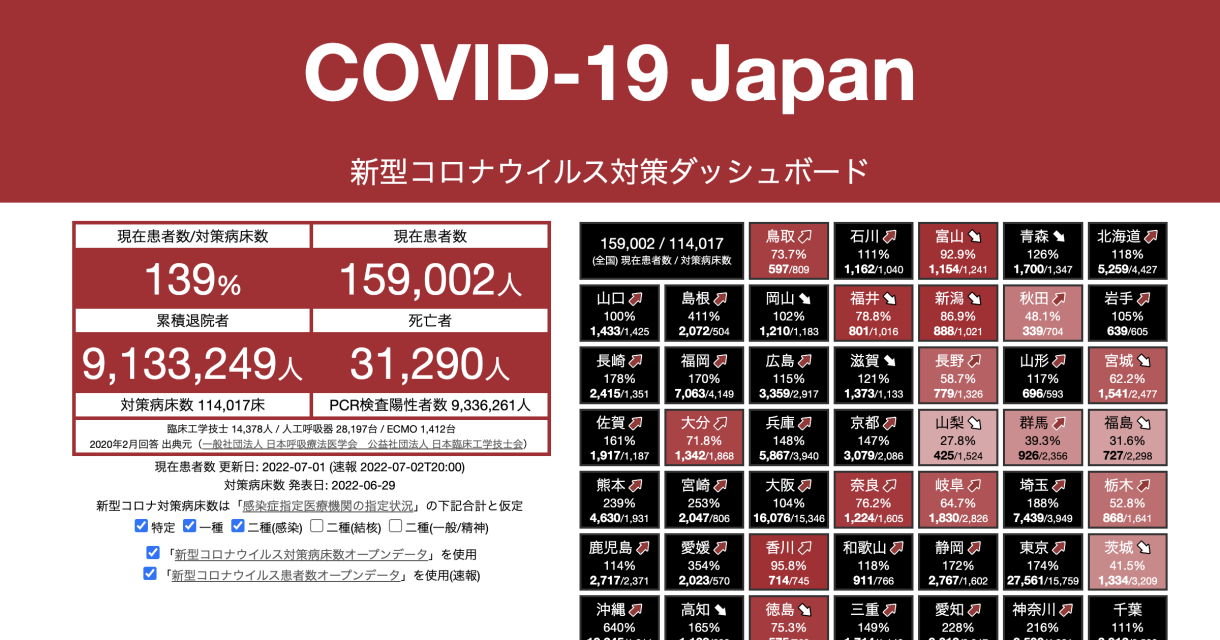 COVID-19 Japan
新型コロナウイルス対策ダッシュボード
現在患者数/対策病床数
現在患者数
139%
159,002人
累積退院者
死亡者
9,133,249人
31,290人
対策病床数 114,017床
PCR検査陽性者数 9,336,261人
臨床工学技士 14,378人 / 人工呼吸器 28,197台 / ECMO 1,412台
2020年2月回答 出典元 (一般社団法人 日本呼吸療法医学会　公益社団法人 日本臨床工学技士会)
現在患者数 更新日: 2022-07-01 (速報 2022-07-02T20:00)
対策病床数 発表日: 2022-06-29
新型コロナ対策病床数は「感染症指定医療機関の指定状況」の下記合計と仮定
特定 一種 二種(感染) 二種(結核) 二種(一般/精神)
「新型コロナウイルス対策病床数オープンデータ」を使用
「新型コロナウイルス患者数オープンデータ」を使用(速報)
159,002 / 114,017
(全国) 現在患者数 / 対策病床数
鳥取
73.7%
597/809
石川
111%
1,162/1,040
富山
92.9%
1,154/1,241
青森
126%
1,700/1,347
北海道
118%
5,259/4,427
山口
100%
1,433/1,425
島根
411%
2,072/504
岡山
102%
1,210/1,183
福井
78.8%
801/1,016
新潟
86.9%
888/1,021
秋田
48.1%
339/704
岩手
105%
639/605
長崎
178%
2,415/1,351
福岡
170%
7,063/4,149
広島
115%
3,359/2,917
滋賀
121%
1,373/1,133
長野
58.7%
779/1,326
山形
117%
696/593
宮城
62.2%
1,541/2,477
佐賀
161%
1,917/1,187
大分
71.8%
1,342/1,868
兵庫
148%
5,867/3,940
京都
147%
3,079/2,086
山梨
27.8%
425/1,524
群馬
39.3%
926/2,356
福島
31.6%
727/2,298
熊本
239%
4,630/1,931
宮崎
253%
2,047/806
大阪
104%
16,076/15,346
奈良
76.2%
1,224/1,605
岐阜
64.7%
1,830/2,826
埼玉
188%
7,439/3,949
栃木
52.8%
868/1,641
鹿児島
114%
2,717/2,371
愛媛
354%
2,023/570
香川
95.8%
714/745
和歌山
118%
911/766
静岡
172%
2,767/1,602
東京
174%
27,561/15,759
茨城
41.5%
1,334/3,209
沖縄
640%
高知
165%
徳島
75.3%
三重
149%
愛知
228%
神奈川
216%
千葉
111%